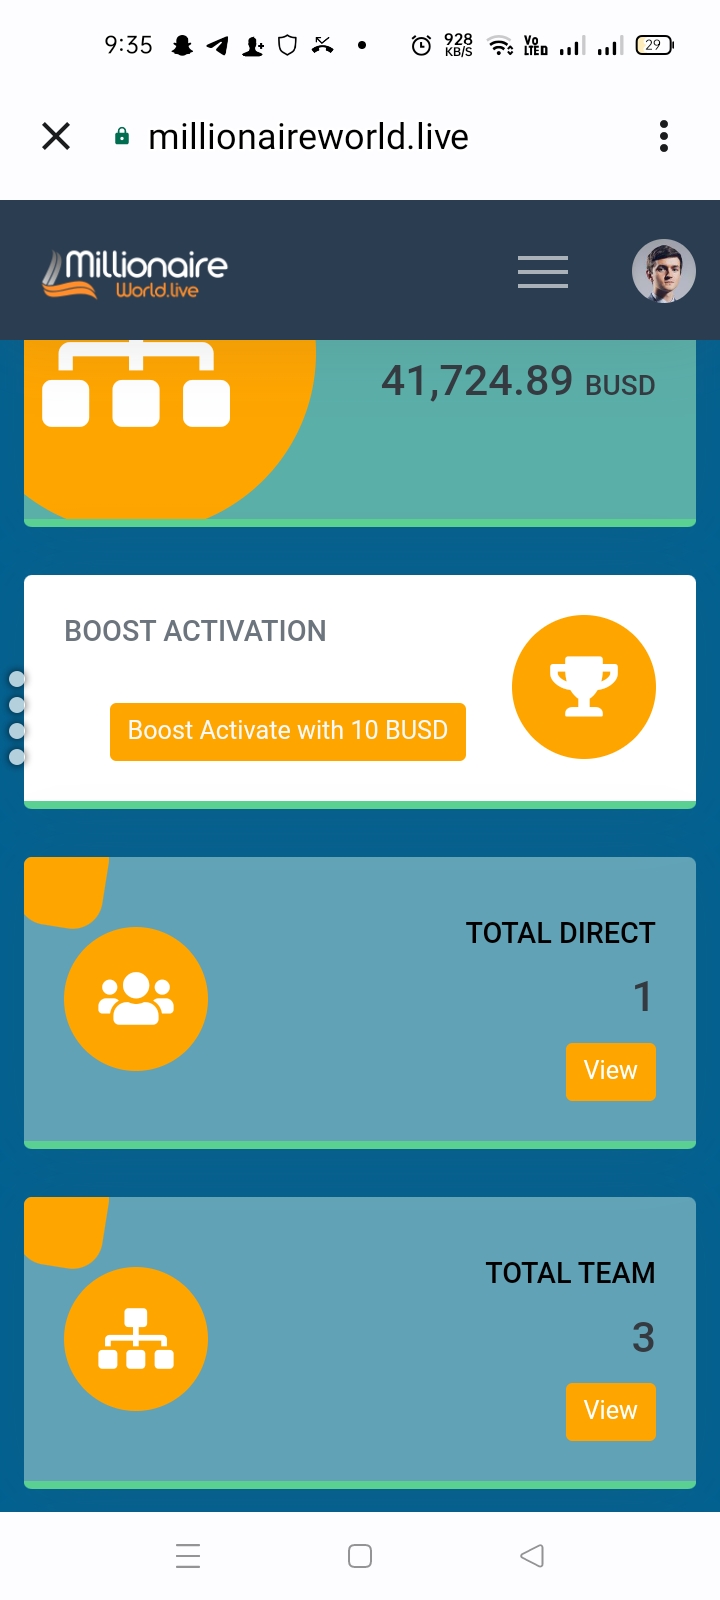 9:35
928
KB/S
Vo
LTED
29
millionaireworld.live
Millionaire
World.live
41,724.89 BUSD
BOOST ACTIVATION
Boost Activate with 10 BUSD
TOTAL DIRECT
1
View
TOTAL TEAM
3
View